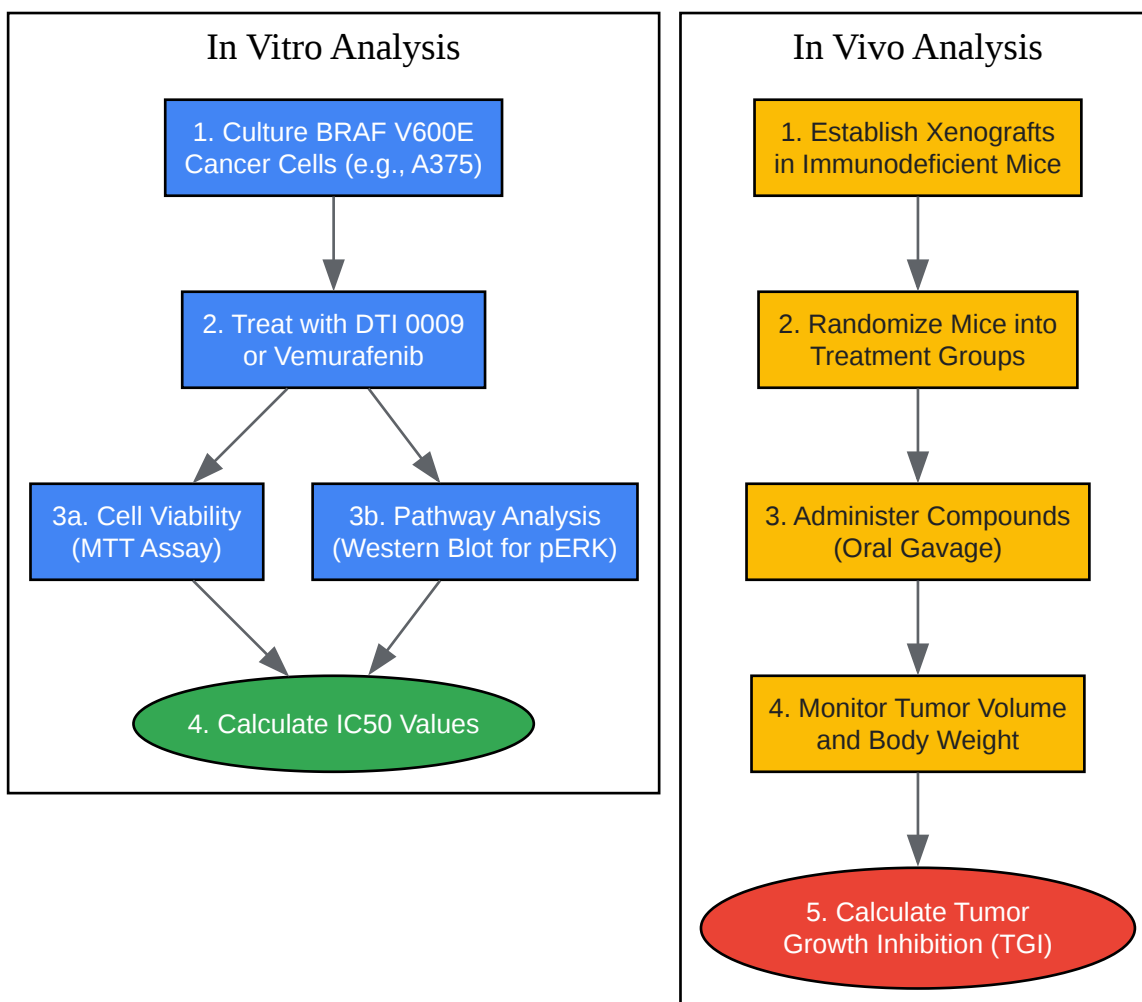 In Vitro Analysis
1. Culture BRAF V600E
Cancer Cells (e.g., A375)
2. Treat with DTI 0009
or Vemurafenib
3a. Cell Viability
(MTT Assay)
3b. Pathway Analysis
(Western Blot for pERK)
4. Calculate IC50 Values
In Vivo Analysis
1. Establish Xenografts
in Immunodeficient Mice
2. Randomize Mice into
Treatment Groups
3. Administer Compounds
(Oral Gavage)
4. Monitor Tumor Volume
and Body Weight
5. Calculate Tumor
Growth Inhibition (TGI)